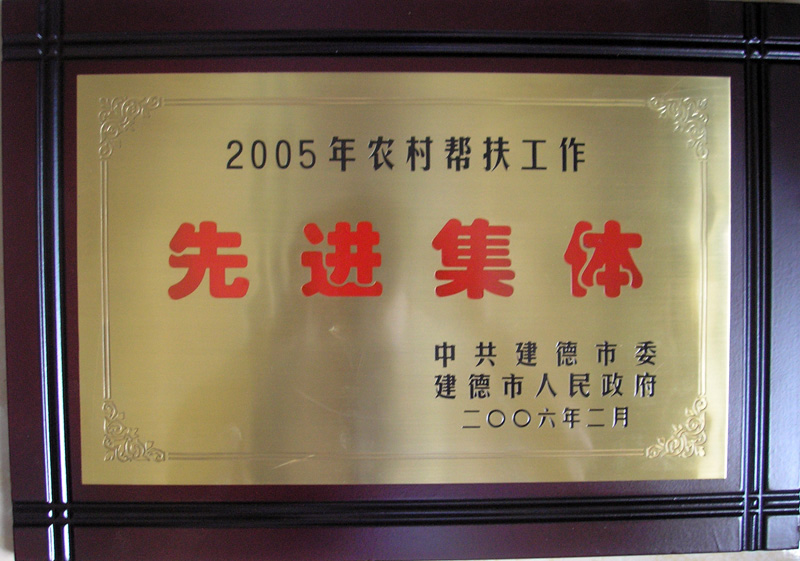 2005年农村帮扶工作
先进集体
中共建德市委
建德市人民政府
二〇〇六年二月